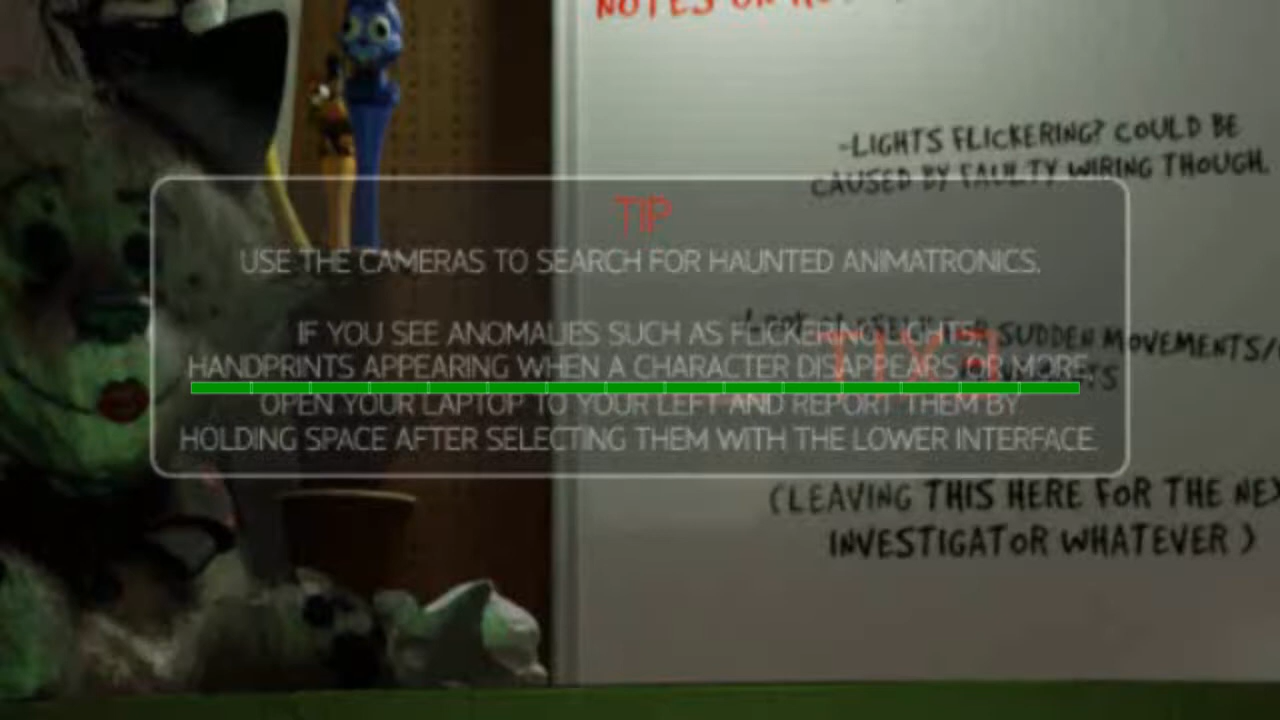 NOTES ON
-LIGHTS FLICKERING? COULD BE
CAUSED BY FAULTY WIRING THOUGH.
TIP
USE THE CAMERAS TO SEARCH FOR HAUNTED ANIMATRONICS.
IF YOU SEE ANOMALIES SUCH AS FLICKERING LIGHTS
HANDPRINTS APPEARING WHEN A CHARACTER DISAPPEARS OR MORE
OPEN YOUR LAPTOP TO YOUR LEFT AND REPORT THEM BY
HOLDING SPACE AFTER SELECTING THEM WITH THE LOWER INTERFACE.
SUDDEN MOVEMENTS/
(LEAVING THIS HERE FOR THE NEX
INVESTIGATOR WHATEVER )